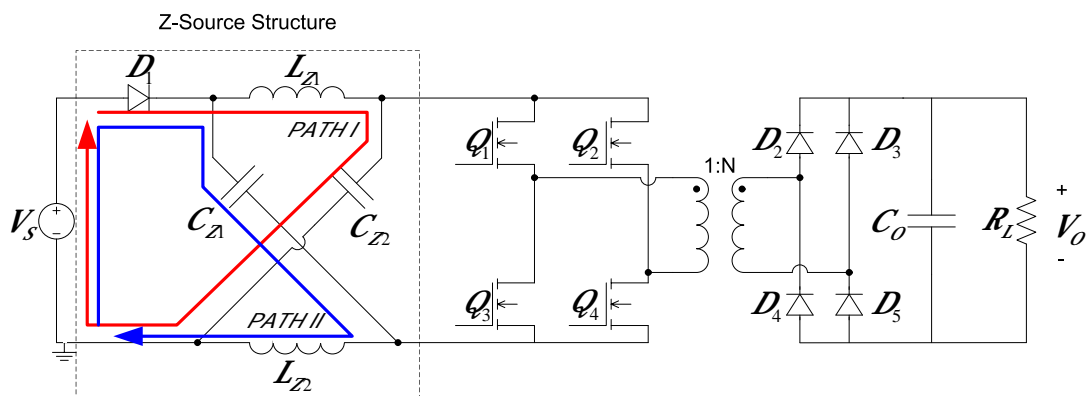 Z-Source Structure
D1
LZ1
PATH I
Q1
Q2
1:N
D2
D3
VS
+
−
CZ1
CZ2
CO
RL
+
VO
-
Q3
Q4
D4
D5
PATH II
LZ2